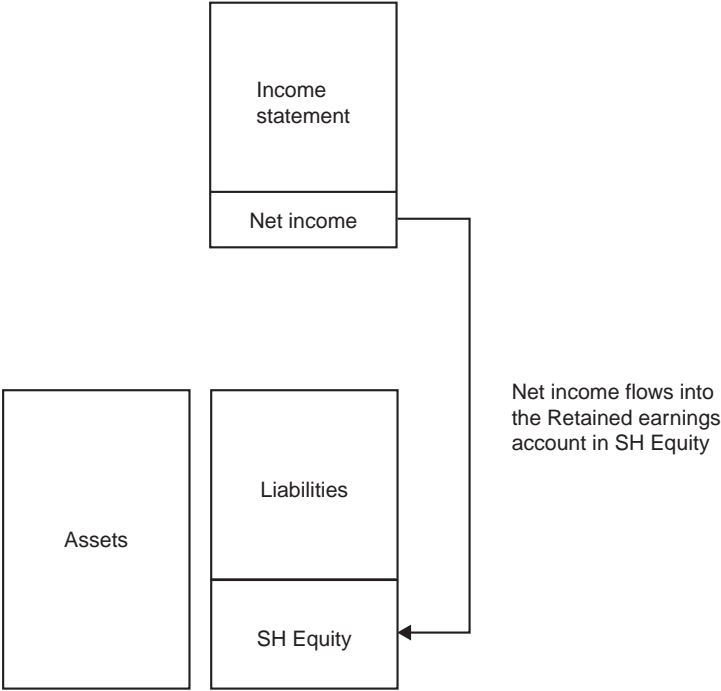 Income
statement
Net income
Net income flows into
the Retained earnings
account in SH Equity
Liabilities
Assets
SH Equity